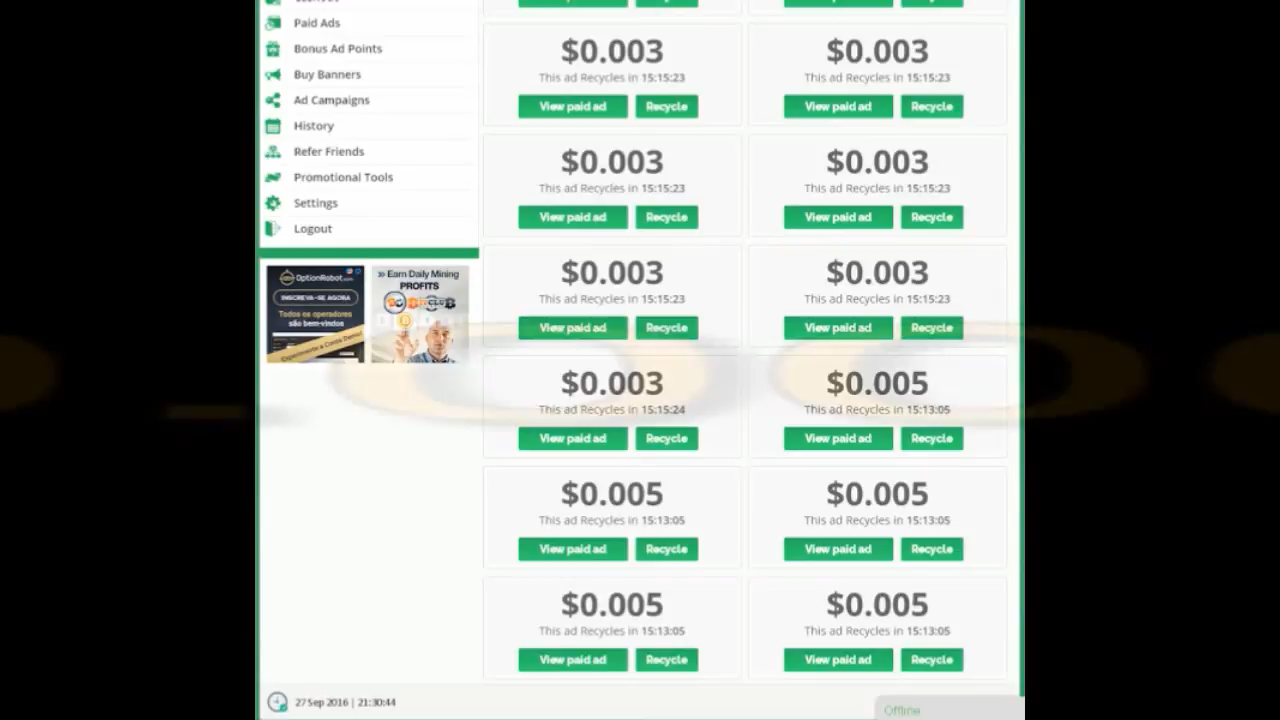 Paid Ads
Bonus Ad Points
Buy Banners
Ad Campaigns
History
Refer Friends
Promotional Tools
Settings
Logout
OptionRobot.com
INSCREVA-SE AGORA
Todos os operadores
são bem-vindos
Experimente a Conta Demo!
» Earn Daily Mining
PROFITS
BITCLUB
$0.003 $0.003
This ad Recycles in 15:15:23 This ad Recycles in 15:15:23
View paid ad Recycle View paid ad Recycle
$0.003 $0.003
This ad Recycles in 15:15:23 This ad Recycles in 15:15:23
View paid ad Recycle View paid ad Recycle
$0.003 $0.003
This ad Recycles in 15:15:23 This ad Recycles in 15:15:23
View paid ad Recycle View paid ad Recycle
$0.003 $0.005
This ad Recycles in 15:15:24 This ad Recycles in 15:13:05
View paid ad Recycle View paid ad Recycle
$0.005 $0.005
This ad Recycles in 15:13:05 This ad Recycles in 15:13:05
View paid ad Recycle View paid ad Recycle
$0.005 $0.005
This ad Recycles in 15:13:05 This ad Recycles in 15:13:05
View paid ad Recycle View paid ad Recycle
27 Sep 2016 | 21:30:44
Offline